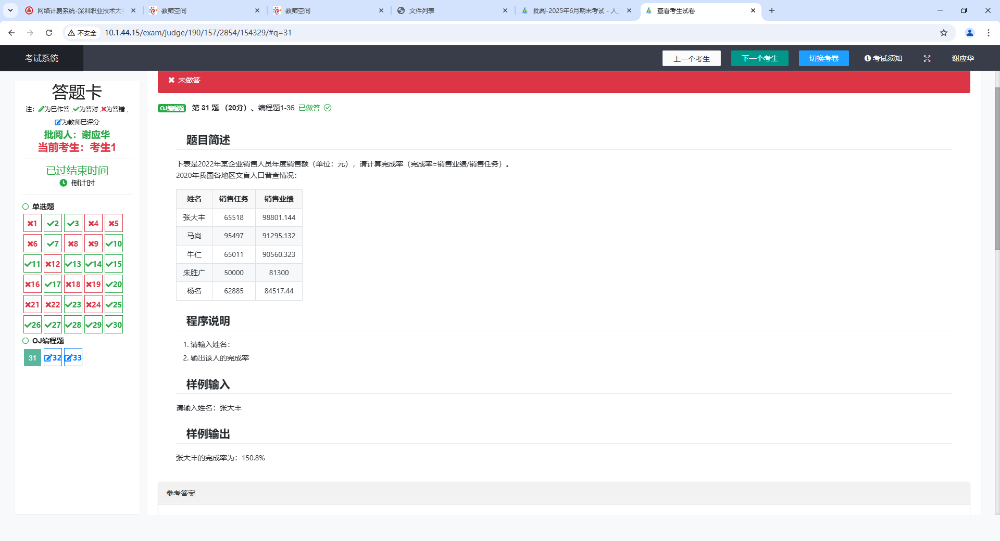 网络计费系统-深圳职业技术大学
教师空间
教师空间
文件列表
批阅-2025年6月期末考试 - 人工
查看考生试卷
不安全
10.1.44.15/exam/judge/190/157/2854/154329/#q=31
考试系统
上一个考生
下一个考生
切换考卷
考试须知
谢应华
答题卡
注：为已作答 ,为答对 ,为答错 ,
为教师已评分
批阅人：谢应华
当前考生：考生1
已过结束时间
倒计时
单选题
1 2 3 4 5
6 7 8 9 10
11 12 13 14 15
16 17 18 19 20
21 22 23 24 25
26 27 28 29 30
OJ编程题
31 32 33
未做答
OJ编程题 第 31 题 （20分）、编程题1-36 已做答
题目简述
下表是2022年某企业销售人员年度销售额（单位：元），请计算完成率（完成率=销售业绩/销售任务）。
2020年我国各地区文盲人口普查情况：
姓名 销售任务 销售业绩
张大丰 65518 98801.144
马尚 95497 91295.132
牛仁 65011 90560.323
朱胜广 50000 81300
杨名 62885 84517.44
程序说明
1. 请输入姓名：
2. 输出该人的完成率
样例输入
请输入姓名：张大丰
样例输出
张大丰的完成率为：150.8%
参考答案